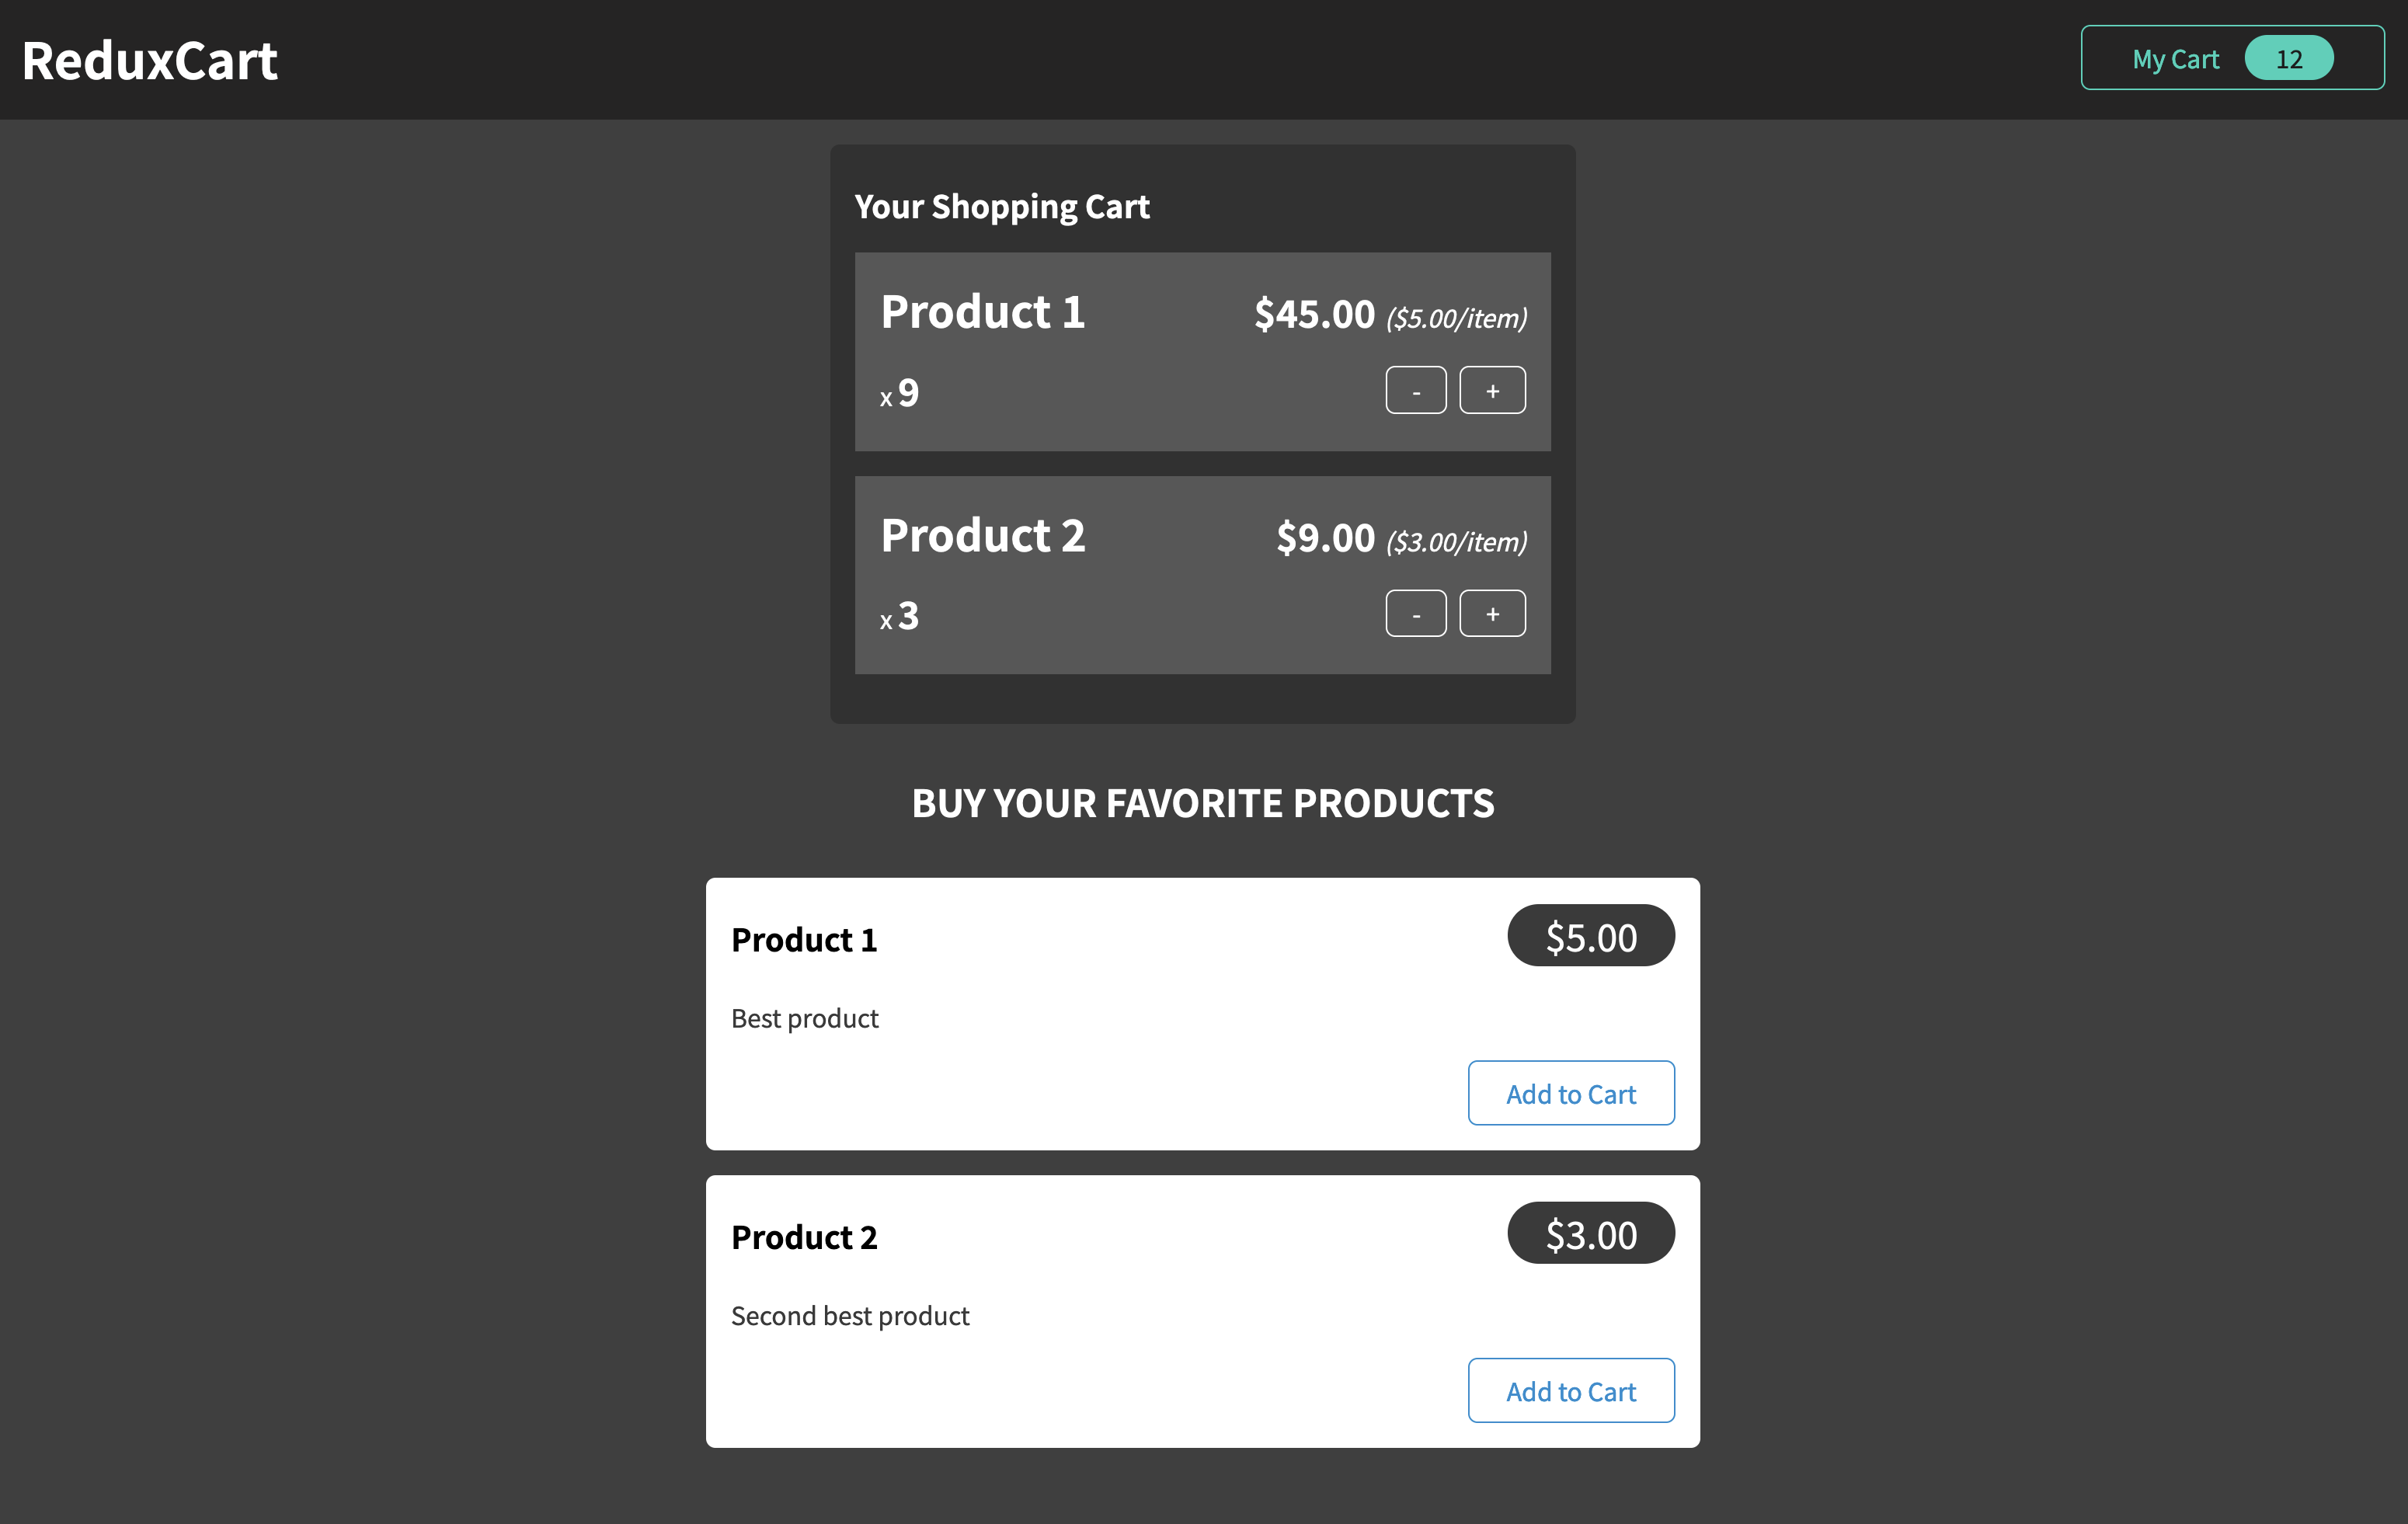 ReduxCart
My Cart 12
Your Shopping Cart
Product 1 $45.00 ($5.00/item)
x 9 - +
Product 2 $9.00 ($3.00/item)
x 3 - +
BUY YOUR FAVORITE PRODUCTS
Product 1 $5.00
Best product
Add to Cart
Product 2 $3.00
Second best product
Add to Cart